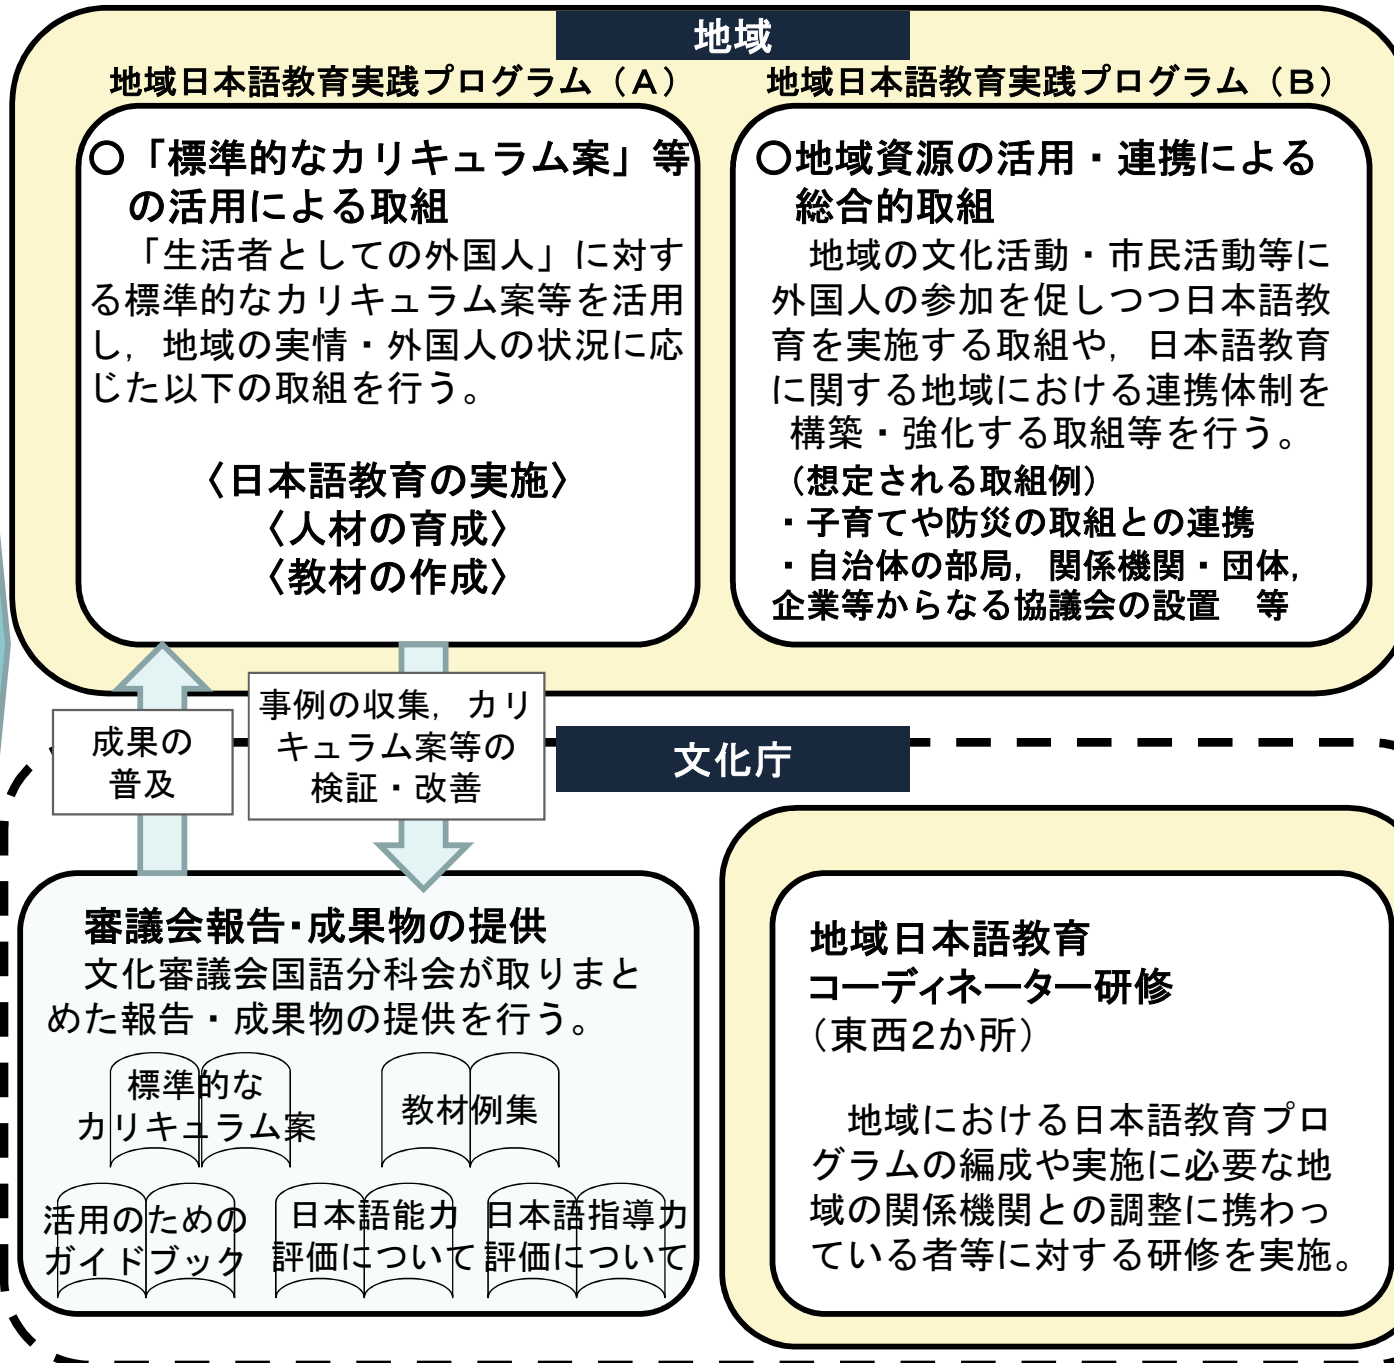 地域
地域日本語教育実践プログラム（Ａ）
○「標準的なカリキュラム案」等
の活用による取組
「生活者としての外国人」に対す
る標準的なカリキュラム案等を活用
し，地域の実情・外国人の状況に応
じた以下の取組を行う。
〈日本語教育の実施〉
〈人材の育成〉
〈教材の作成〉
地域日本語教育実践プログラム（Ｂ）
○地域資源の活用・連携による
総合的取組
地域の文化活動・市民活動等に
外国人の参加を促しつつ日本語教
育を実施する取組や，日本語教育
に関する地域における連携体制を
構築・強化する取組等を行う。
（想定される取組例）
・子育てや防災の取組との連携
・自治体の部局，関係機関・団体，
企業等からなる協議会の設置　等
成果の
普及
事例の収集，カリ
キュラム案等の
検証・改善
文化庁
審議会報告・成果物の提供
文化審議会国語分科会が取りまと
めた報告・成果物の提供を行う。
標準的な
カリキュラム案
教材例集
活用のための
ガイドブック
日本語能力
評価について
日本語指導力
評価について
地域日本語教育
コーディネーター研修
（東西２か所）
地域における日本語教育プロ
グラムの編成や実施に必要な地
域の関係機関との調整に携わっ
ている者等に対する研修を実施。